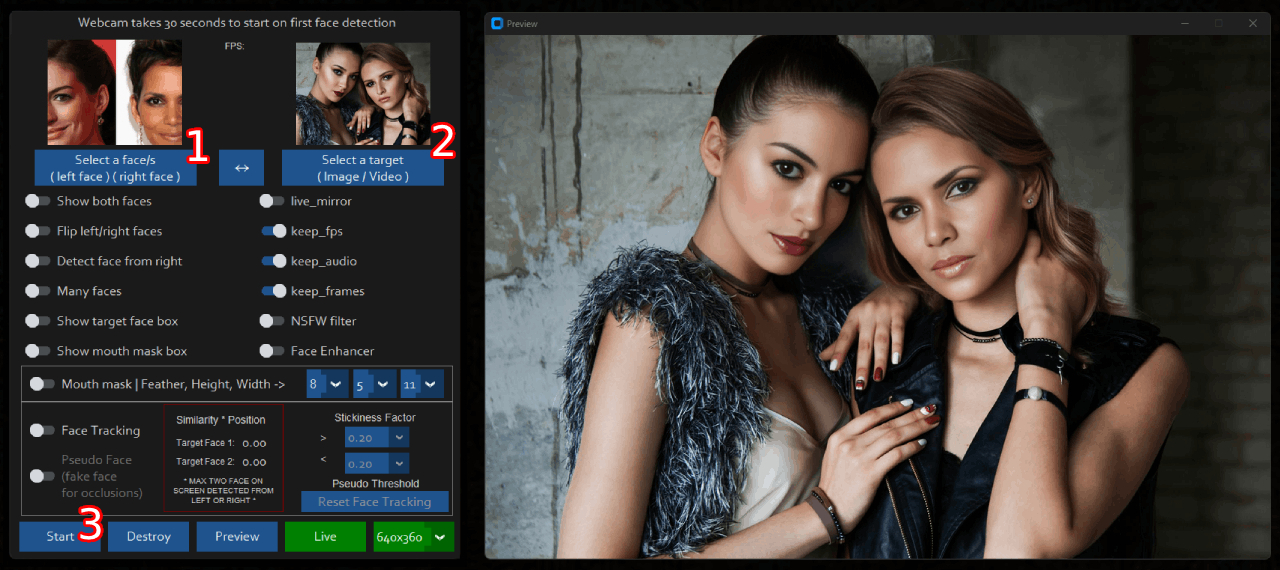 Webcam takes 30 seconds to start on first face detection
FPS:
1
2
Select a face/s
( left face ) ( right face )
↔
Select a target
( Image / Video )
Show both faces
live_mirror
Flip left/right faces
keep_fps
Detect face from right
keep_audio
Many faces
keep_frames
Show target face box
NSFW filter
Show mouth mask box
Face Enhancer
Mouth mask | Feather, Height, Width ->
8
5
11
Face Tracking
Pseudo Face
(fake face
for occlusions)
Similarity * Position
Target Face 1: 0.00
Target Face 2: 0.00
* MAX TWO FACE ON
SCREEN DETECTED FROM
LEFT OR RIGHT *
Stickiness Factor
> 0.20
< 0.20
Pseudo Threshold
Reset Face Tracking
3
Start
Destroy
Preview
Live
640x360
Preview